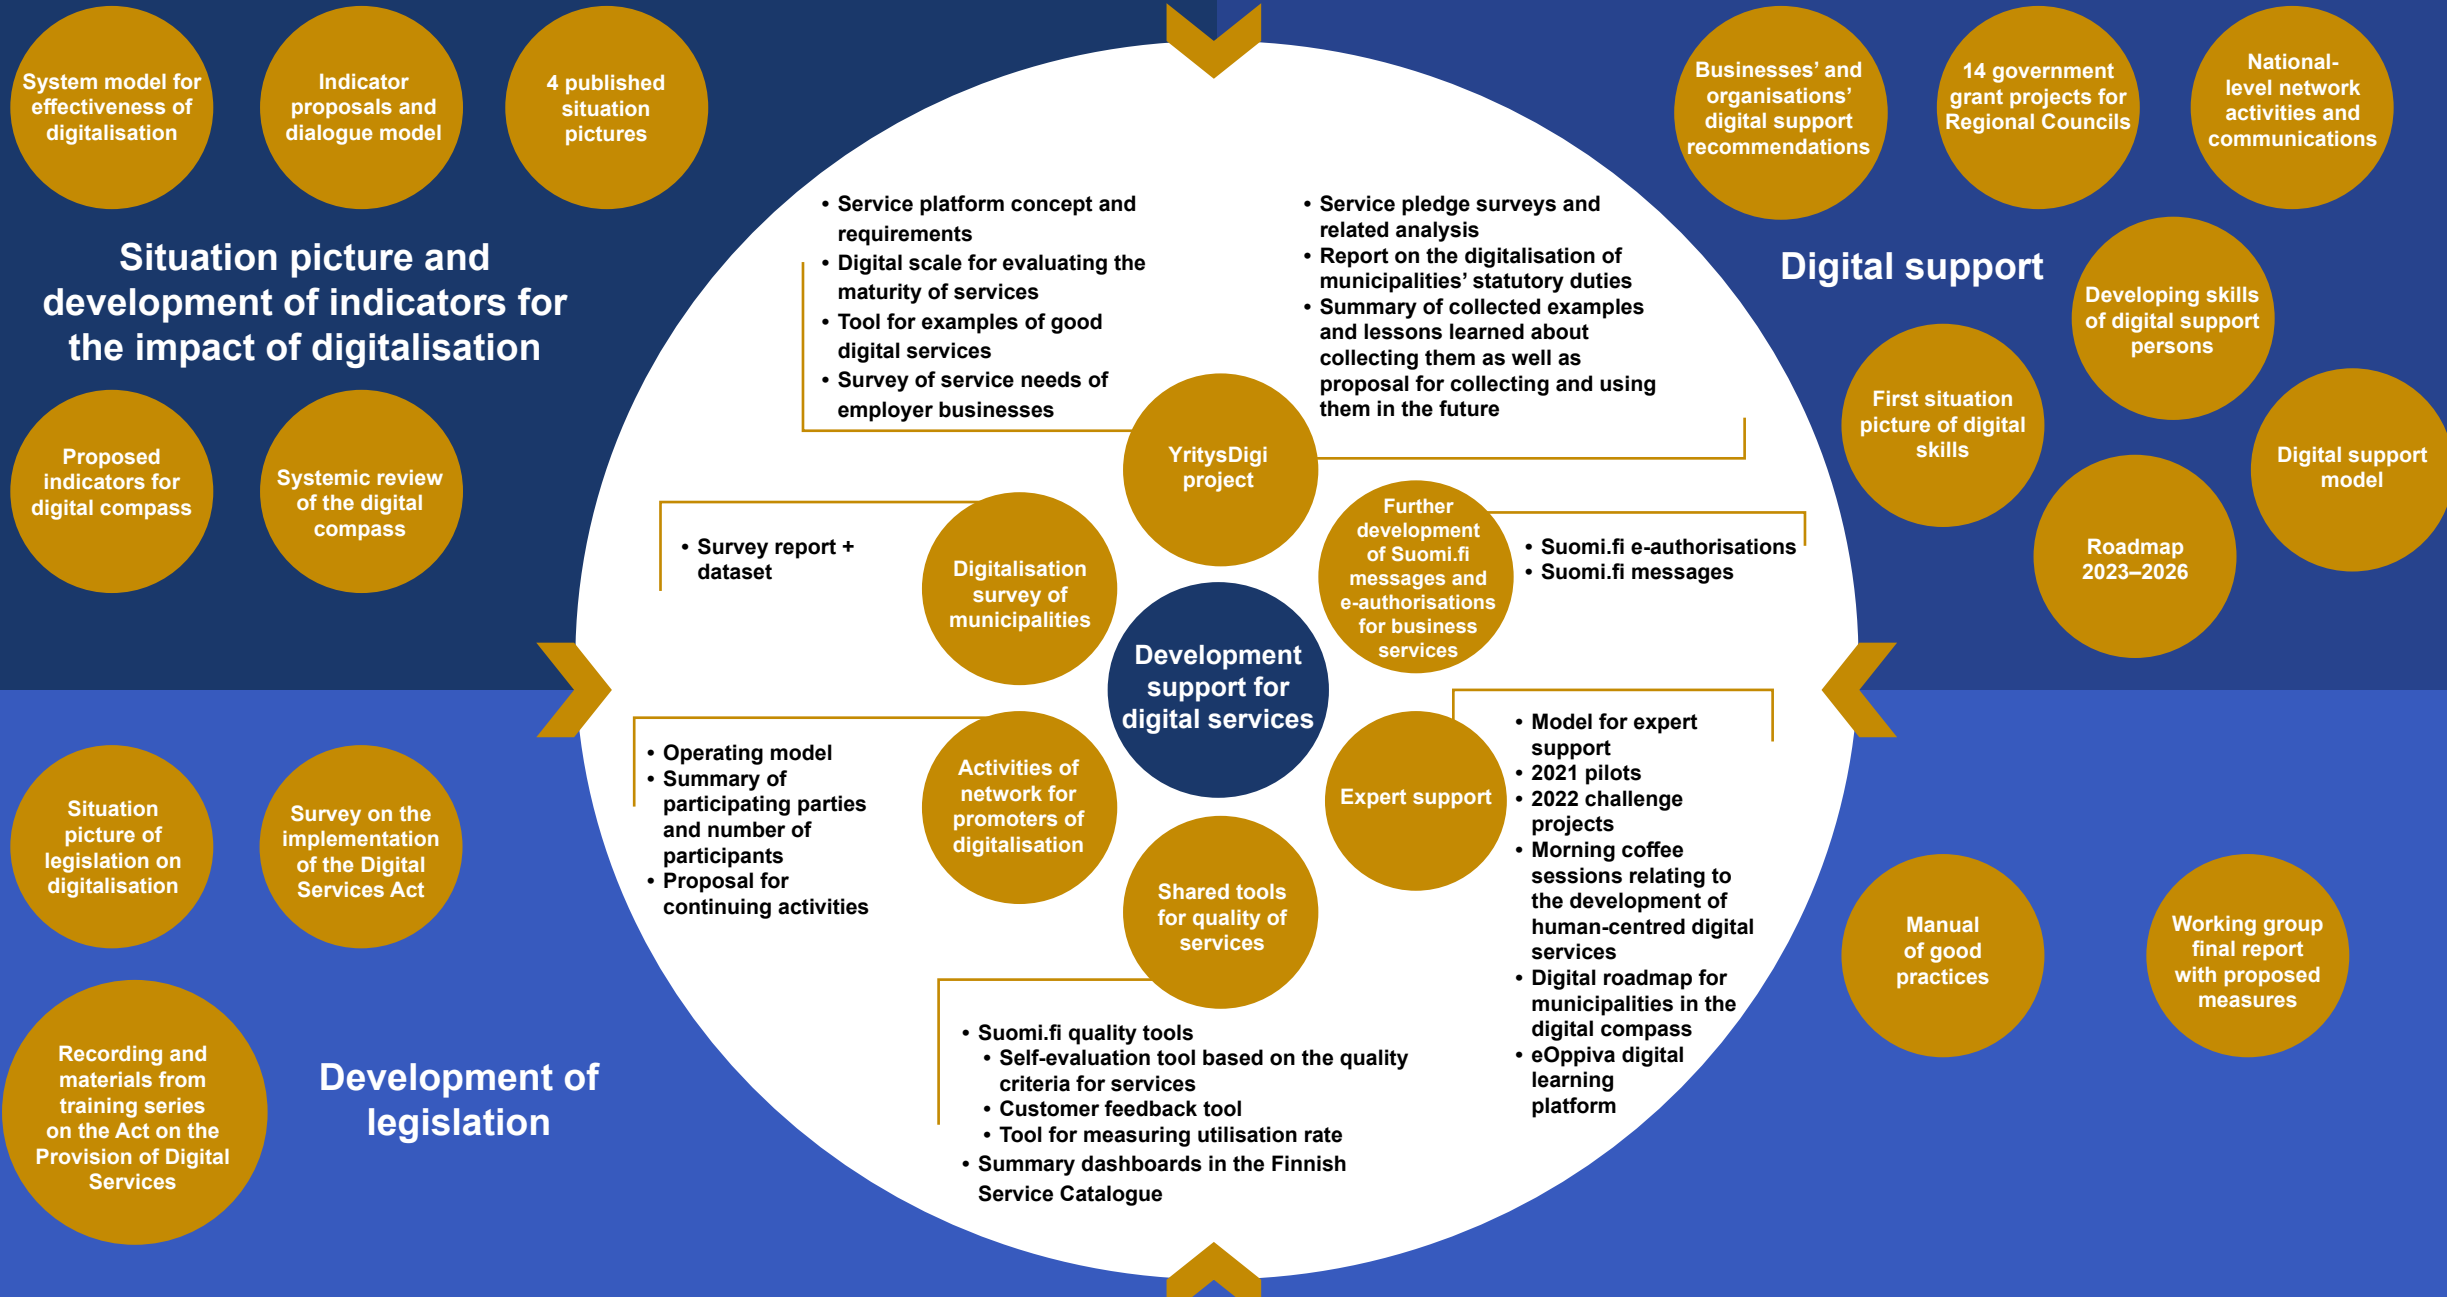 System model for
effectiveness of
digitalisation
Indicator
proposals and
dialogue model
4 published
situation
pictures
Situation picture and
development of indicators for
the impact of digitalisation
Proposed
indicators for
digital compass
Systemic review
of the digital
compass
Businesses’ and
organisations’
digital support
recommendations
14 government
grant projects for
Regional Councils
National-
level network
activities and
communications
Digital support
Developing skills
of digital support
persons
First situation
picture of digital
skills
Digital support
model
Roadmap
2023–2026
• Service platform concept and
requirements
• Digital scale for evaluating the
maturity of services
• Tool for examples of good
digital services
• Survey of service needs of
employer businesses
• Service pledge surveys and
related analysis
• Report on the digitalisation of
municipalities’ statutory duties
• Summary of collected examples
and lessons learned about
collecting them as well as
proposal for collecting and using
them in the future
YritysDigi
project
• Survey report +
dataset
Digitalisation
survey of
municipalities
Further
development
of Suomi.fi
messages and
e-authorisations
for business
services
• Suomi.fi e-authorisations
• Suomi.fi messages
Development
support for
digital services
• Operating model
• Summary of
participating parties
and number of
participants
• Proposal for
continuing activities
Activities of
network for
promoters of
digitalisation
Expert support
• Model for expert
support
• 2021 pilots
• 2022 challenge
projects
• Morning coffee
sessions relating to
the development of
human-centred digital
services
• Digital roadmap for
municipalities in the
digital compass
• eOppiva digital
learning
platform
Shared tools
for quality of
services
• Suomi.fi quality tools
• Self-evaluation tool based on the quality
criteria for services
• Customer feedback tool
• Tool for measuring utilisation rate
• Summary dashboards in the Finnish
Service Catalogue
Situation
picture of
legislation on
digitalisation
Survey on the
implementation
of the Digital
Services Act
Recording and
materials from
training series
on the Act on the
Provision of Digital
Services
Development of
legislation
Manual
of good
practices
Working group
final report
with proposed
measures